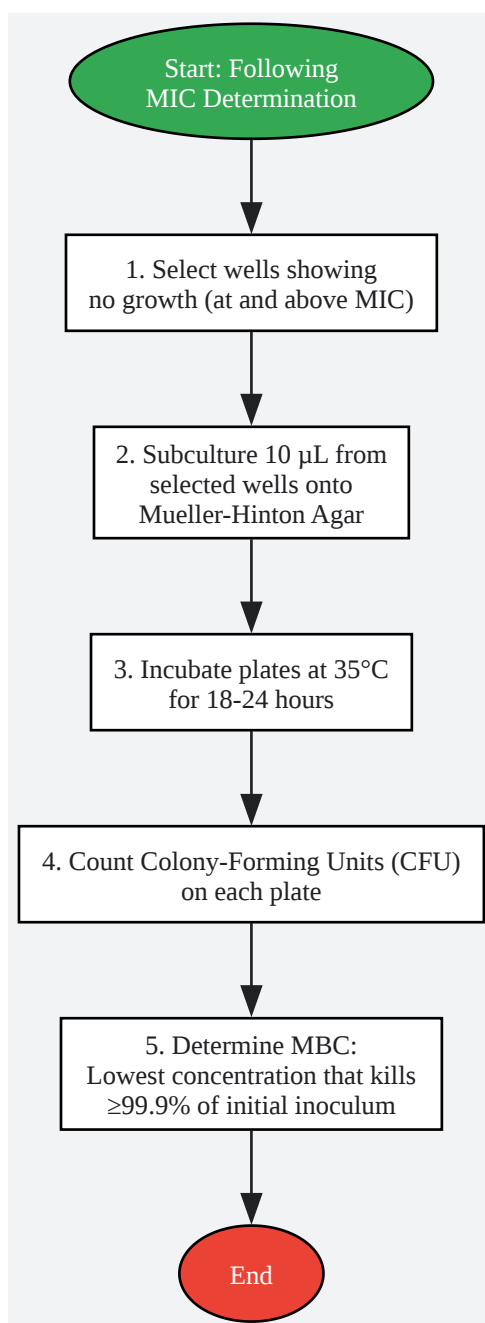 Start: Following
MIC Determination
1. Select wells showing
no growth (at and above MIC)
2. Subculture 10 µL from
selected wells onto
Mueller-Hinton Agar
3. Incubate plates at 35°C
for 18-24 hours
4. Count Colony-Forming Units (CFU)
on each plate
5. Determine MBC:
Lowest concentration that kills
≥99.9% of initial inoculum
End